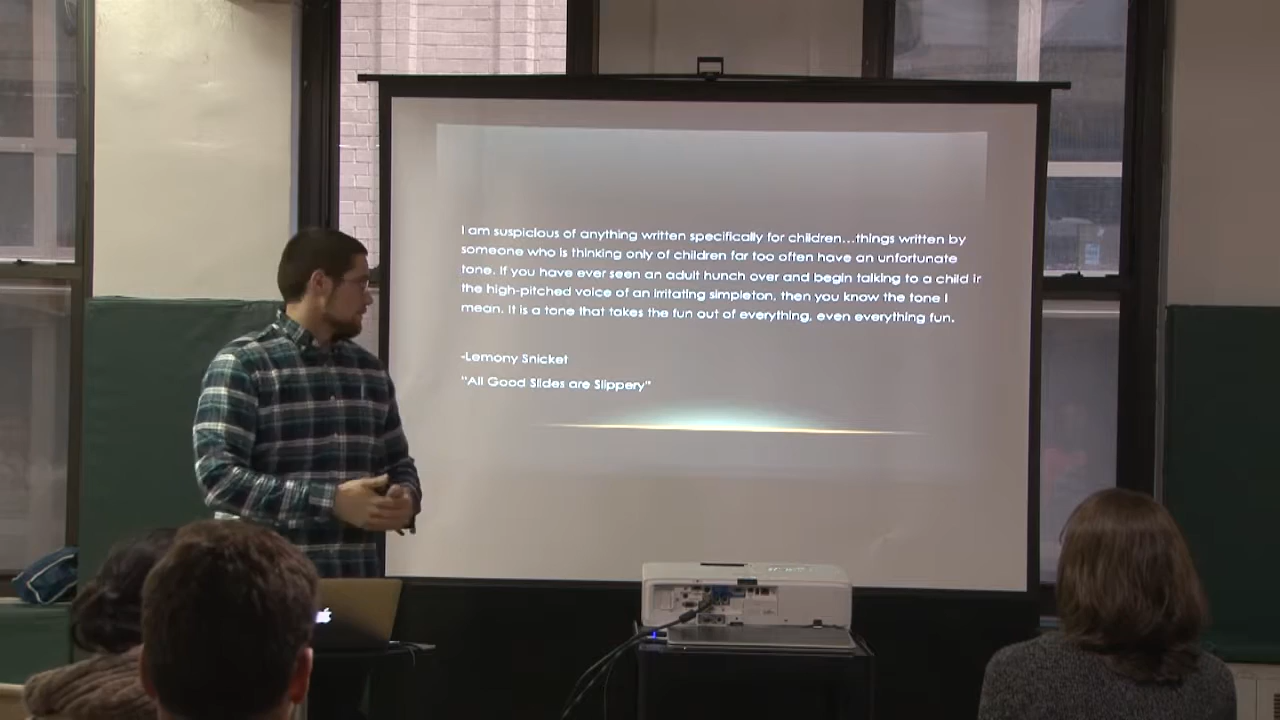 I am suspicious of anything written specifically for children...things written by
someone who is thinking only of children far too often have an unfortunate
tone. If you have ever seen an adult hunch over and begin talking to a child in
the high-pitched voice of an irritating simpleton, then you know the tone I
mean. It is a tone that takes the fun out of everything, even everything fun.
-Lemony Snicket
"All Good Slides are Slippery"